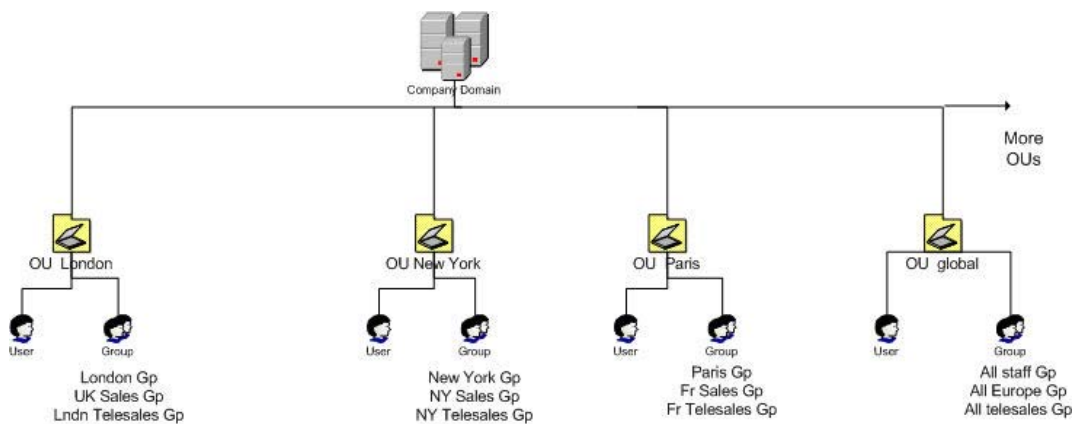 Company Domain
More
OUs
OU London
OU New York
OU Paris
OU global
User
Group
User
Group
User
Group
User
Group
London Gp
UK Sales Gp
Lndn Telesales Gp
New York Gp
NY Sales Gp
NY Telesales Gp
Paris Gp
Fr Sales Gp
Fr Telesales Gp
All staff Gp
All Europe Gp
All telesales Gp